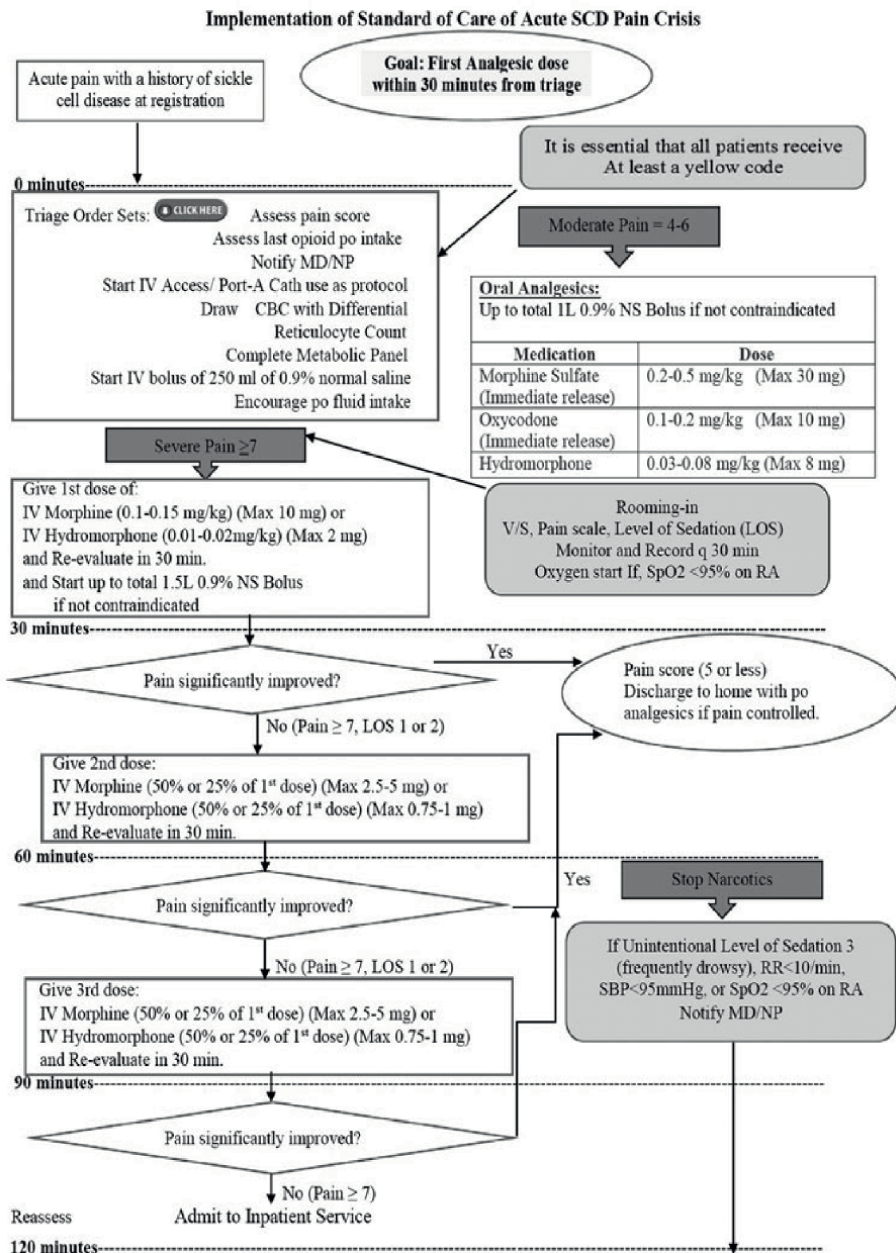 Implementation of Standard of Care of Acute SCD Pain Crisis
Goal: First Analgesic dose
within 30 minutes from triage
Acute pain with a history of sickle
cell disease at registration
It is essential that all patients receive
At least a yellow code
0 minutes
Triage Order Sets: CLICK HERE Assess pain score
Assess last opioid po intake
Notify MD/NP
Start IV Access/ Port-A Cath use as protocol
Draw CBC with Differential
Reticulocyte Count
Complete Metabolic Panel
Start IV bolus of 250 ml of 0.9% normal saline
Encourage po fluid intake
Moderate Pain = 4-6
Oral Analgesics:
Up to total 1L 0.9% NS Bolus if not contraindicated
Medication Dose
Morphine Sulfate 0.2-0.5 mg/kg (Max 30 mg)
(Immediate release)
Oxycodone 0.1-0.2 mg/kg (Max 10 mg)
(Immediate release)
Hydromorphone 0.03-0.08 mg/kg (Max 8 mg)
Severe Pain ≥7
Give 1st dose of:
IV Morphine (0.1-0.15 mg/kg) (Max 10 mg) or
IV Hydromorphone (0.01-0.02mg/kg) (Max 2 mg)
and Re-evaluate in 30 min.
and Start up to total 1.5L 0.9% NS Bolus
if not contraindicated
Rooming-in
V/S, Pain scale, Level of Sedation (LOS)
Monitor and Record q 30 min
Oxygen start If, SpO2 <95% on RA
30 minutes
Pain significantly improved?
Yes
Pain score (5 or less)
Discharge to home with po
analgesics if pain controlled.
No (Pain ≥ 7, LOS 1 or 2)
Give 2nd dose:
IV Morphine (50% or 25% of 1st dose) (Max 2.5-5 mg) or
IV Hydromorphone (50% or 25% of 1st dose) (Max 0.75-1 mg)
and Re-evaluate in 30 min.
60 minutes
Pain significantly improved?
Yes
Stop Narcotics
If Unintentional Level of Sedation 3
(frequently drowsy), RR<10/min,
SBP<95mmHg, or SpO2 <95% on RA
Notify MD/NP
No (Pain ≥ 7, LOS 1 or 2)
Give 3rd dose:
IV Morphine (50% or 25% of 1st dose) (Max 2.5-5 mg) or
IV Hydromorphone (50% or 25% of 1st dose) (Max 0.75-1 mg)
and Re-evaluate in 30 min.
90 minutes
Pain significantly improved?
No (Pain ≥ 7)
Reassess Admit to Inpatient Service
120 minutes